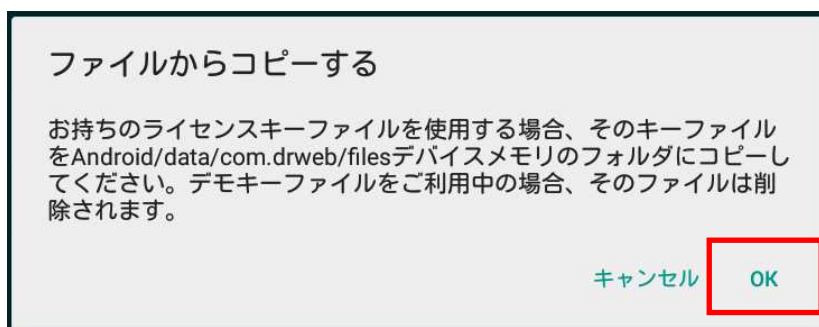 ファイルからコピーする
お持ちのライセンスキーファイルを使用する場合、そのキーファイル
をAndroid/data/com.drweb/filesデバイスメモリのフォルダにコピーし
てください。デモキーファイルをご利用中の場合、そのファイルは削
除されます。
キャンセル OK